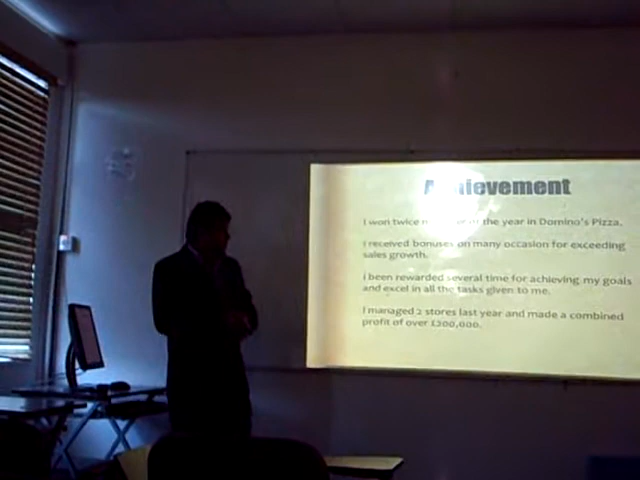 Achievement
I won twice of the year in Domino's Pizza.
I received bonuses on many occasion for exceeding
sales growth.
I been rewarded several time for achieving my goals
and excel in all the tasks given to me.
I managed 2 stores last year and made a combined
profit of over £200,000.